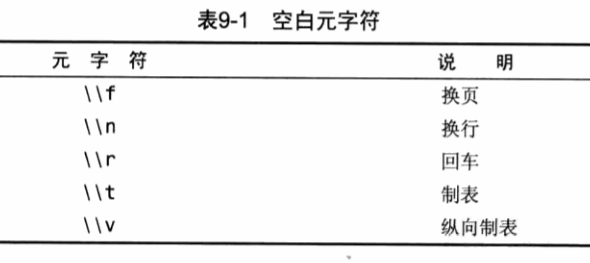 表9-1 空白元字符
元 字 符 说 明
\\f 换页
\\n 换行
\\r 回车
\\t 制表
\\v 纵向制表